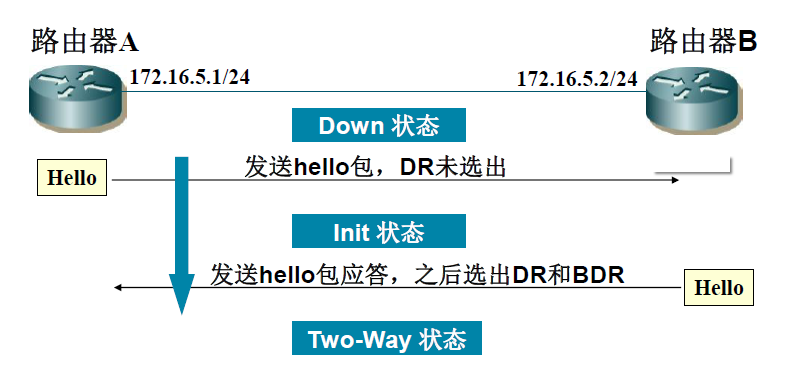 路由器A
路由器B
172.16.5.1/24
172.16.5.2/24
Down 状态
发送hello包，DR未选出
Hello
Init 状态
发送hello包应答，之后选出DR和BDR
Hello
Two-Way 状态